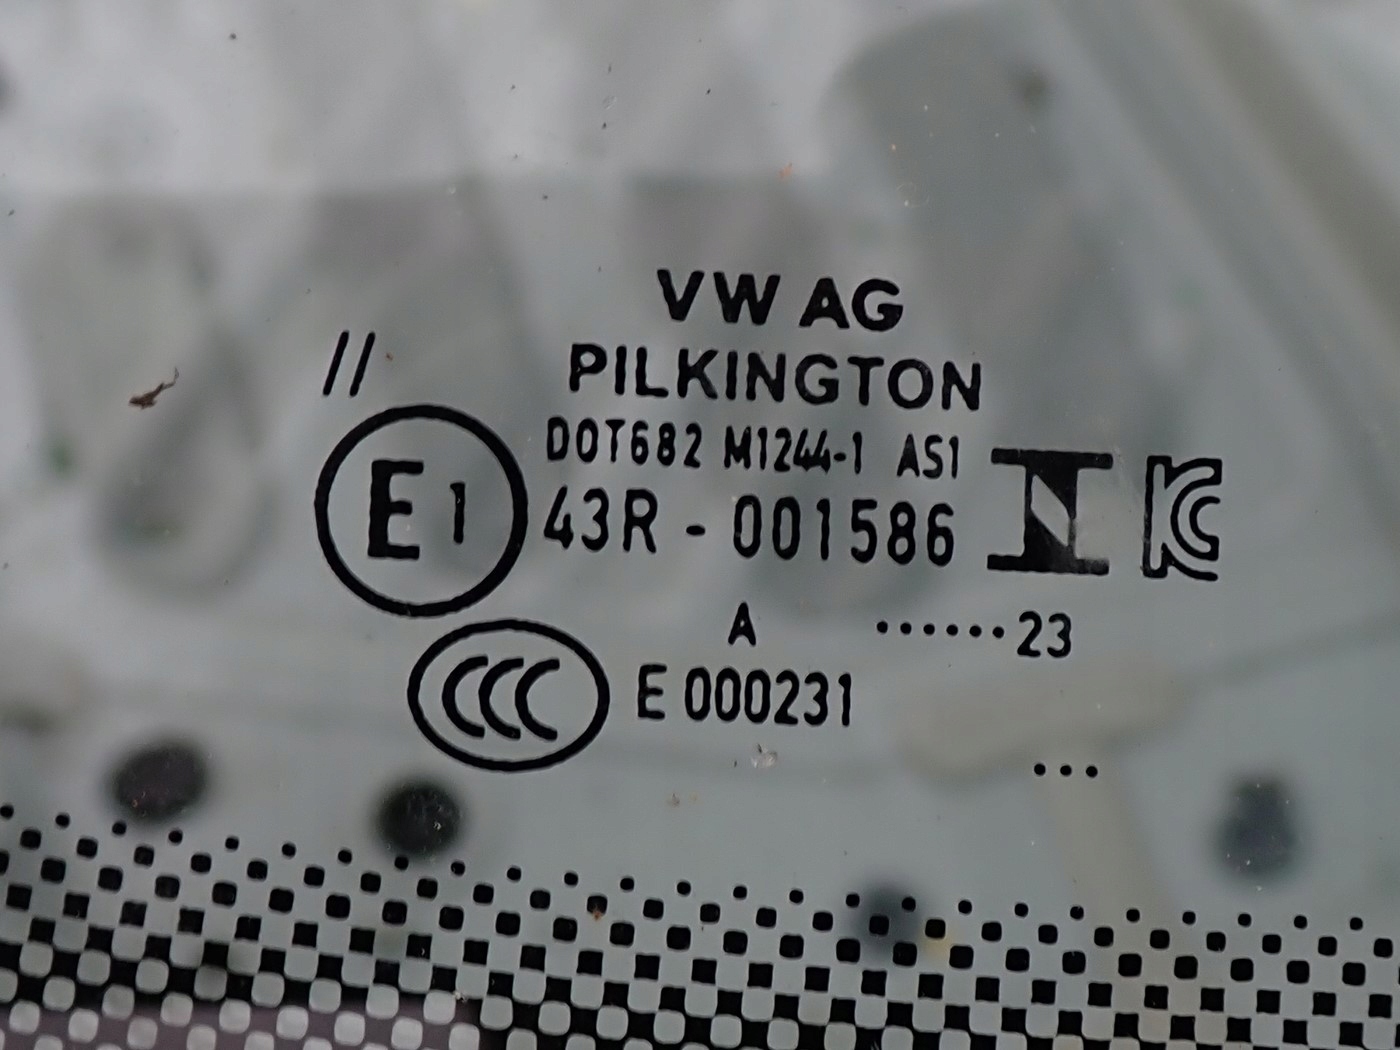 VW AG
//
PILKINGTON
DOT682 M1244-1 AS1
E1 43R - 001586
A ······23
CCC E 000231
...